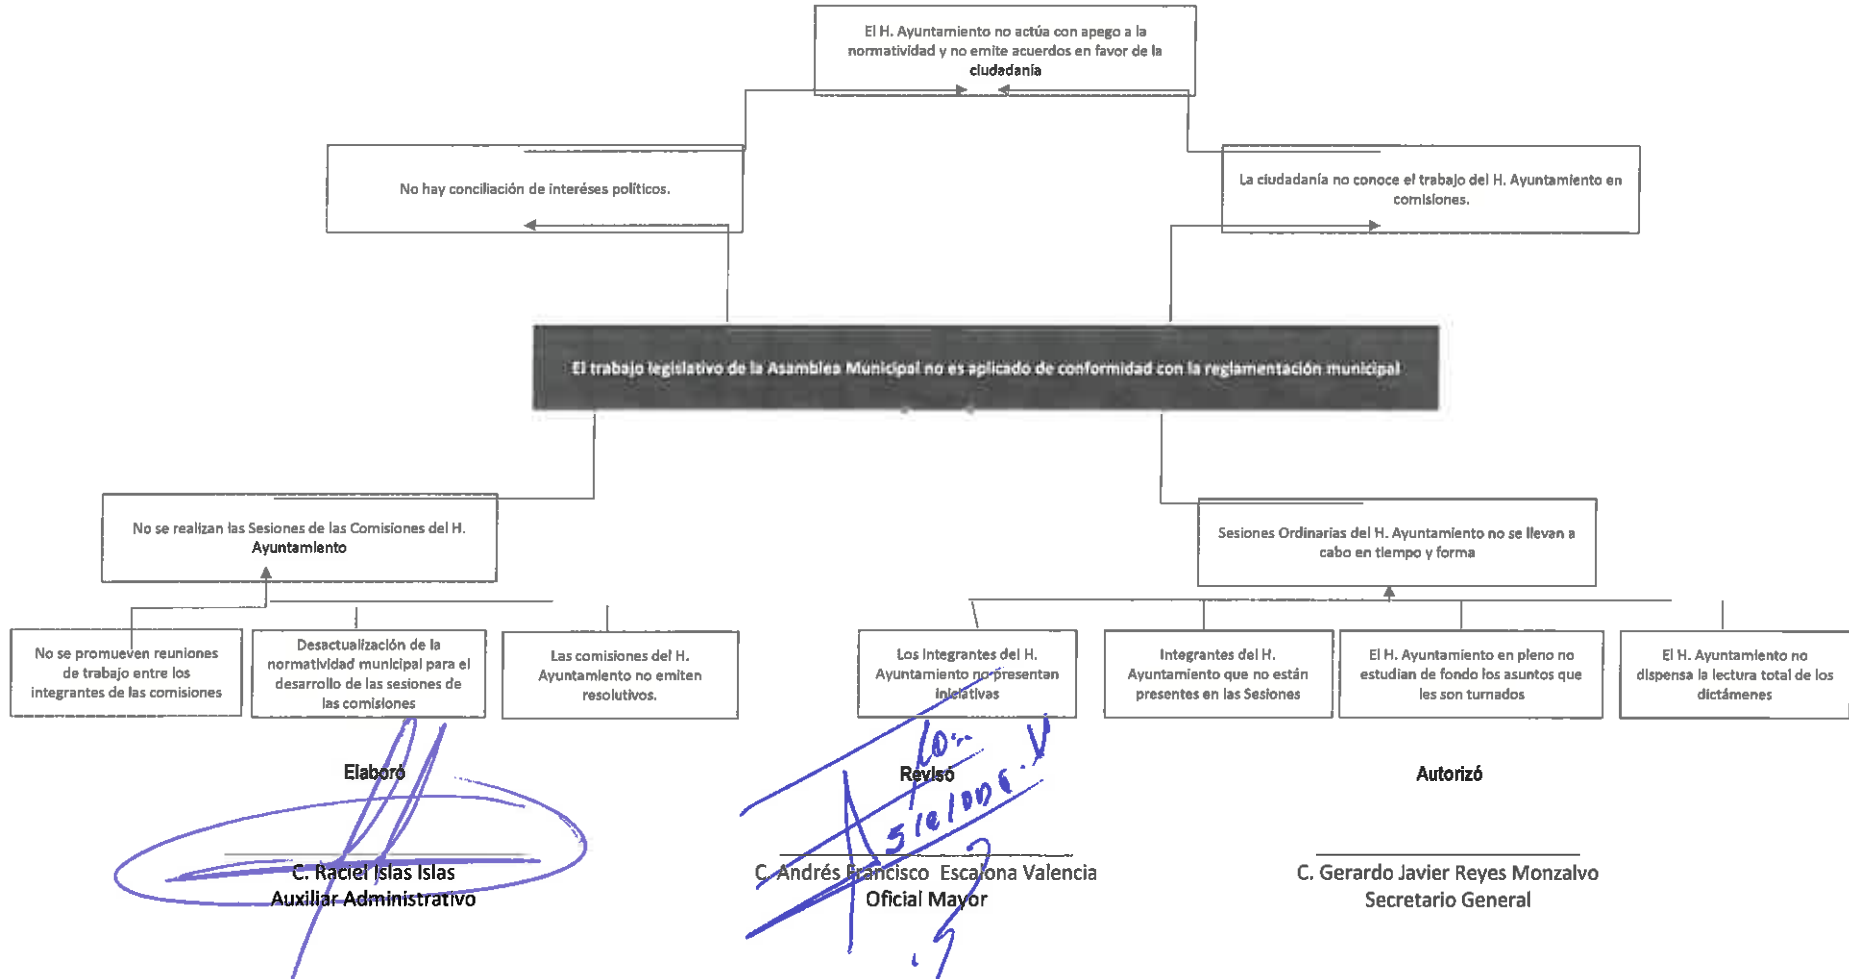 El H. Ayuntamiento no actúa con apego a la
normatividad y no emite acuerdos en favor de la
ciudadanía
No hay conciliación de interéses políticos.
La ciudadanía no conoce el trabajo del H. Ayuntamiento en
comisiones.
El trabajo legislativo de la Asamblea Municipal no es aplicado de conformidad con la reglamentación municipal
No se realizan las Sesiones de las Comisiones del H.
Ayuntamiento
Sesiones Ordinarias del H. Ayuntamiento no se llevan a
cabo en tiempo y forma
No se promueven reuniones
de trabajo entre los
integrantes de las comisiones
Desactualización de la
normatividad municipal para el
desarrollo de las sesiones de
las comisiones
Las comisiones del H.
Ayuntamiento no emiten
resolutivos.
Los Integrantes del H.
Ayuntamiento no presentan
iniciativas
Integrantes del H.
Ayuntamiento que no están
presentes en las Sesiones
El H. Ayuntamiento en pleno no
estudian de fondo los asuntos que
les son turnados
El H. Ayuntamiento no
dispensa la lectura total de los
dictámenes
Elaboró
C. Raciel Islas Islas
Auxiliar Administrativo
Revisó
C. Andrés Francisco Escalona Valencia
Oficial Mayor
Autorizó
C. Gerardo Javier Reyes Monzalvo
Secretario General